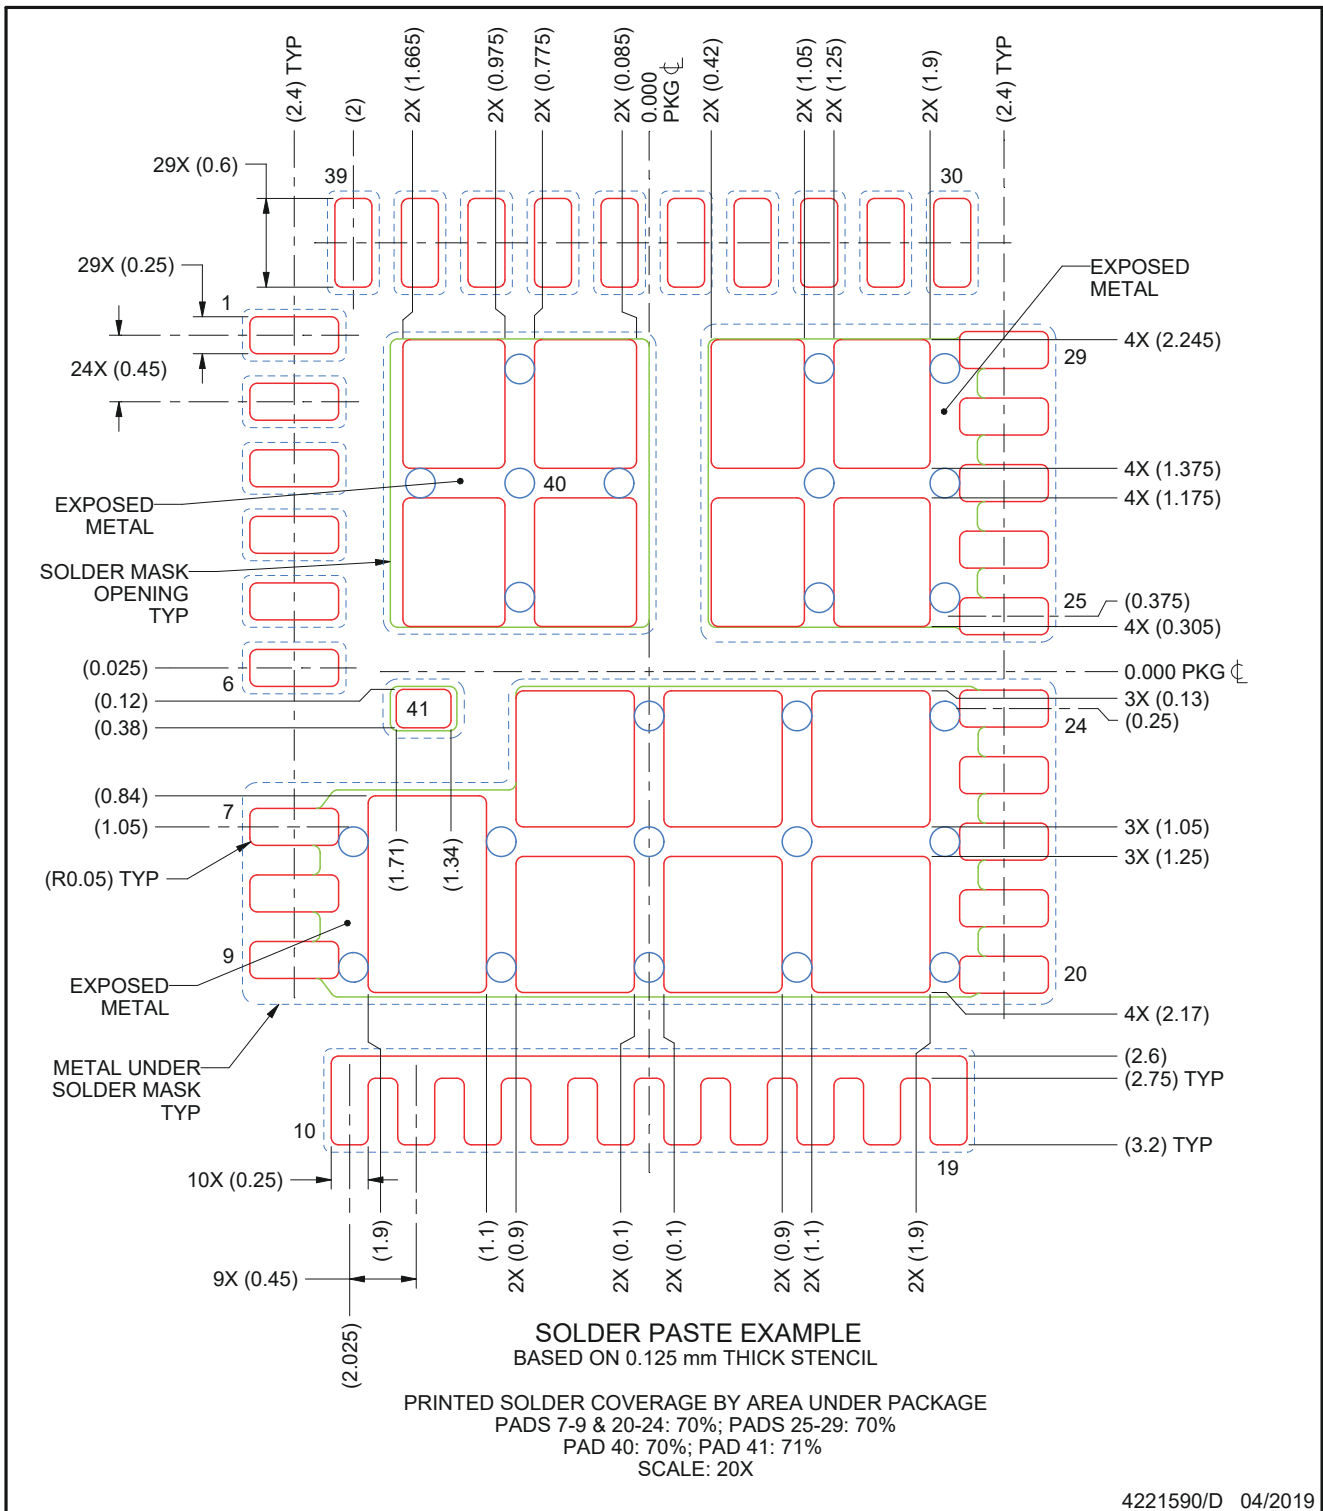 (2.4) TYP
(2)
2X (1.665)
2X (0.975)
2X (0.775)
2X (0.085)
0.000
PKG ℄
2X (0.42)
2X (1.05)
2X (1.25)
2X (1.9)
(2.4) TYP
29X (0.6)
39
30
29X (0.25)
1
EXPOSED
METAL
24X (0.45)
4X (2.245)
29
EXPOSED
METAL
40
4X (1.375)
4X (1.175)
SOLDER MASK
OPENING
TYP
25
(0.375)
4X (0.305)
(0.025)
6
0.000 PKG ℄
(0.12)
41
(0.38)
3X (0.13)
(0.25)
24
(0.84)
7
(1.05)
(1.71)
(1.34)
3X (1.05)
3X (1.25)
(R0.05) TYP
9
20
EXPOSED
METAL
4X (2.17)
METAL UNDER
SOLDER MASK
TYP
(2.6)
(2.75) TYP
10
19
(3.2) TYP
10X (0.25)
(1.9)
(1.1)
2X (0.9)
2X (0.1)
2X (0.1)
2X (0.9)
2X (1.1)
2X (1.9)
9X (0.45)
(2.025)
SOLDER PASTE EXAMPLE
BASED ON 0.125 mm THICK STENCIL
PRINTED SOLDER COVERAGE BY AREA UNDER PACKAGE
PADS 7-9 & 20-24: 70%; PADS 25-29: 70%
PAD 40: 70%; PAD 41: 71%
SCALE: 20X
4221590/D 04/2019